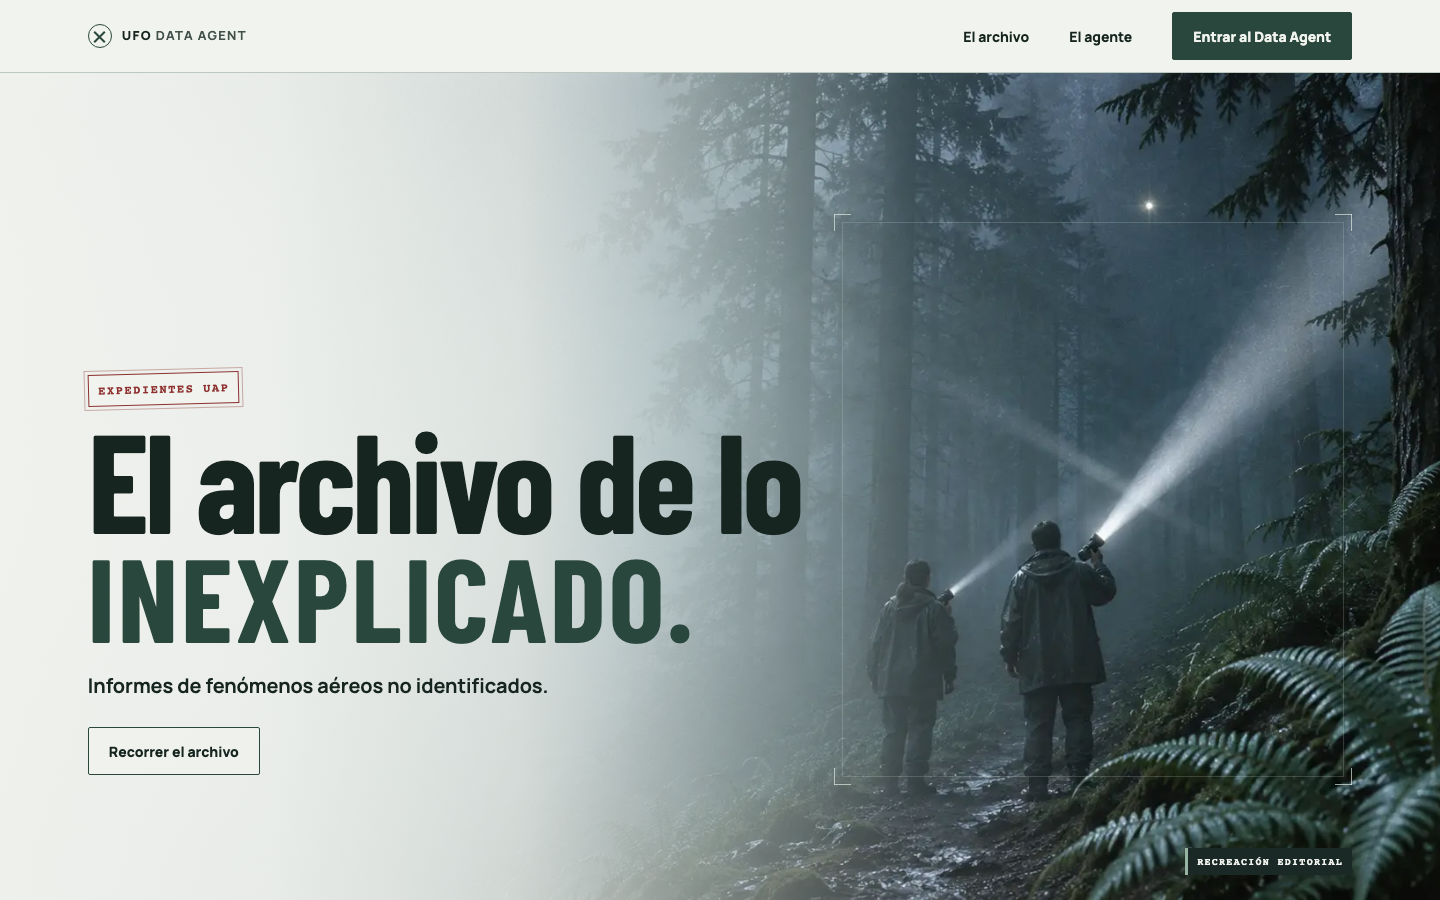 UFO DATA AGENT
El archivo
El agente
Entrar al Data Agent
EXPEDIENTES UAP
El archivo de lo
INEXPLICADO.
Informes de fenómenos aéreos no identificados.
Recorrer el archivo
RECREACIÓN EDITORIAL